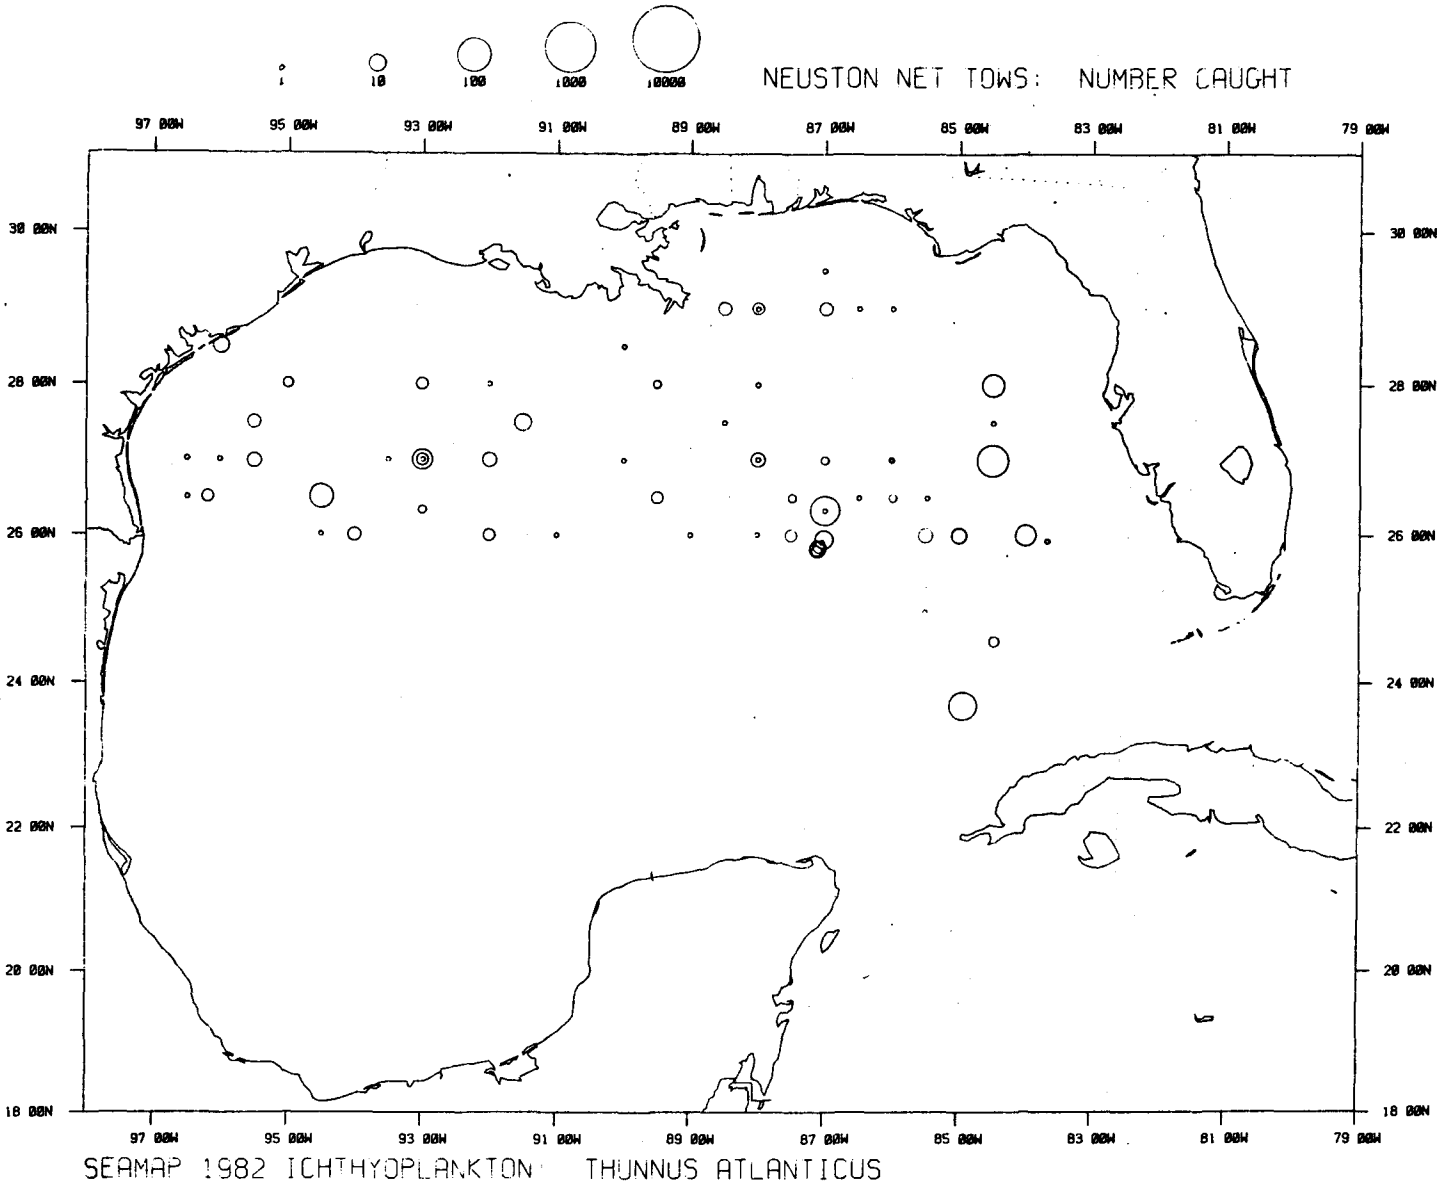 1 10 100 1000 10000
NEUSTON NET TOWS: NUMBER CAUGHT
97 00W 95 00W 93 00W 91 00W 89 00W 87 00W 85 00W 83 00W 81 00W 79 00W
30 00N 30 00N
28 00N 28 00N
26 00N 26 00N
24 00N 24 00N
22 00N 22 00N
20 00N 20 00N
18 00N 18 00N
97 00W 95 00W 93 00W 91 00W 89 00W 87 00W 85 00W 83 00W 81 00W 79 00W
SEAMAP 1982 ICHTHYOPLANKTON: THUNNUS ATLANTICUS